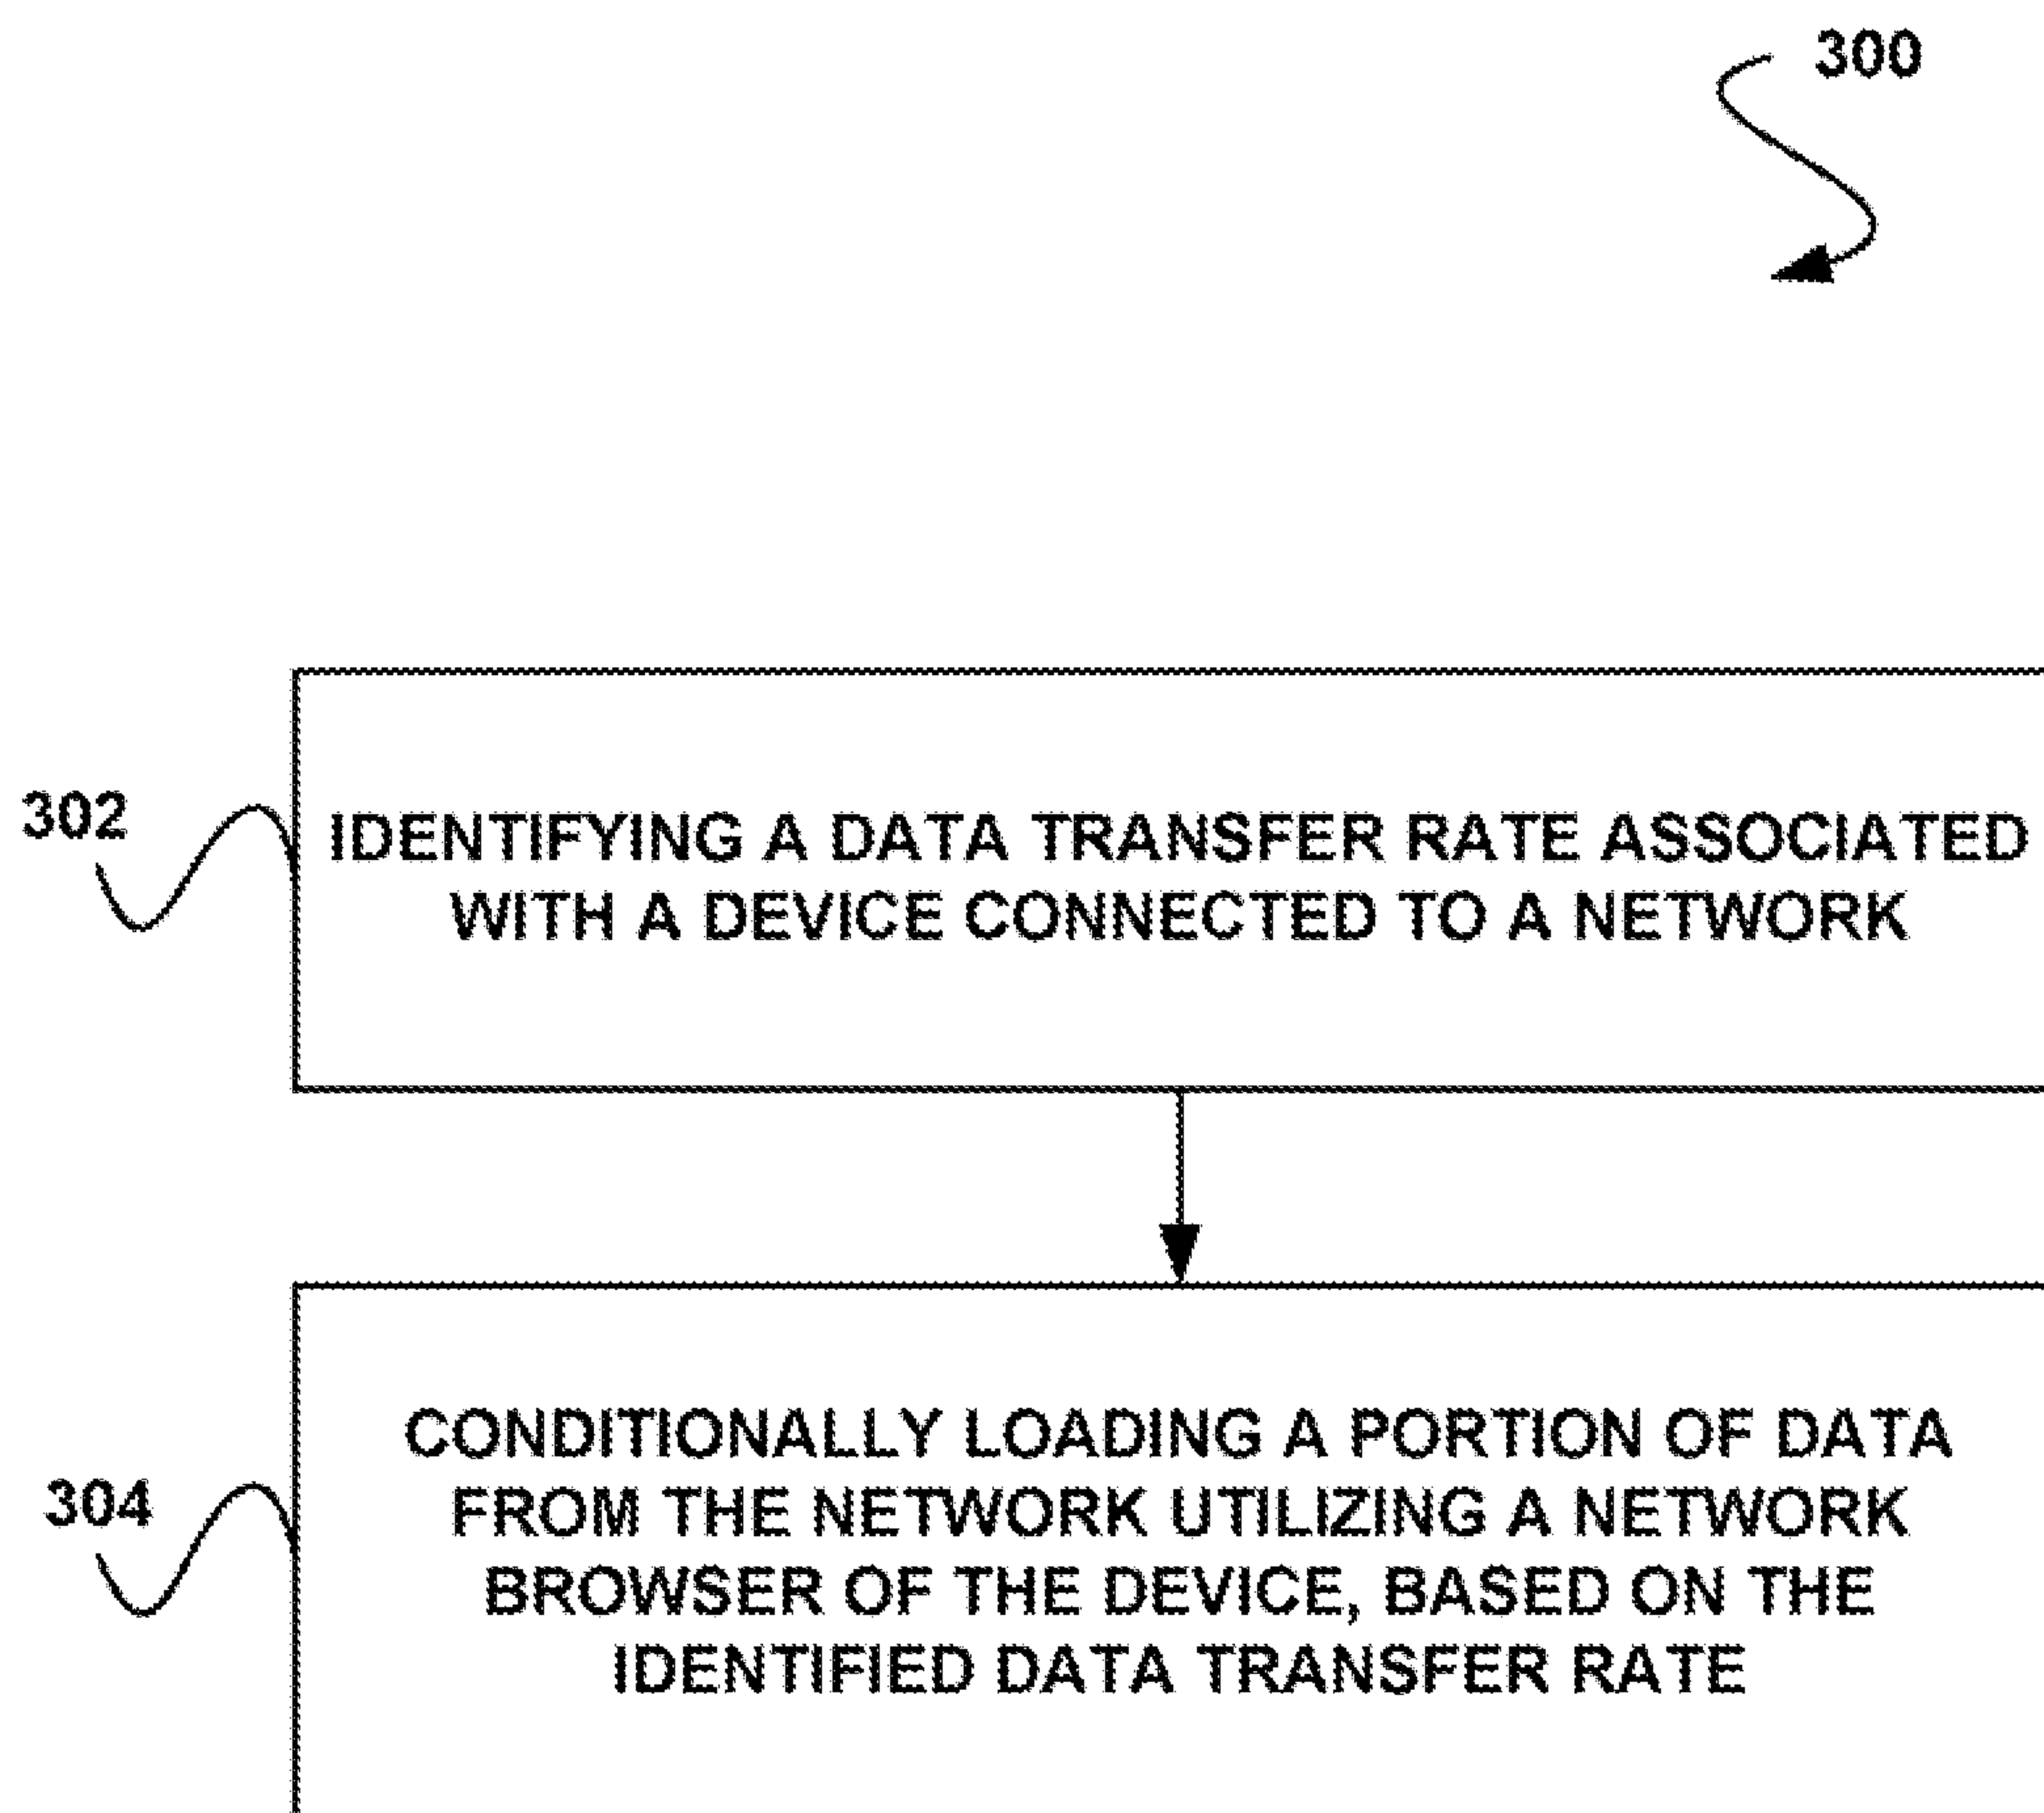 300
302
IDENTIFYING A DATA TRANSFER RATE ASSOCIATED
WITH A DEVICE CONNECTED TO A NETWORK
304
CONDITIONALLY LOADING A PORTION OF DATA
FROM THE NETWORK UTILIZING A NETWORK
BROWSER OF THE DEVICE, BASED ON THE
IDENTIFIED DATA TRANSFER RATE